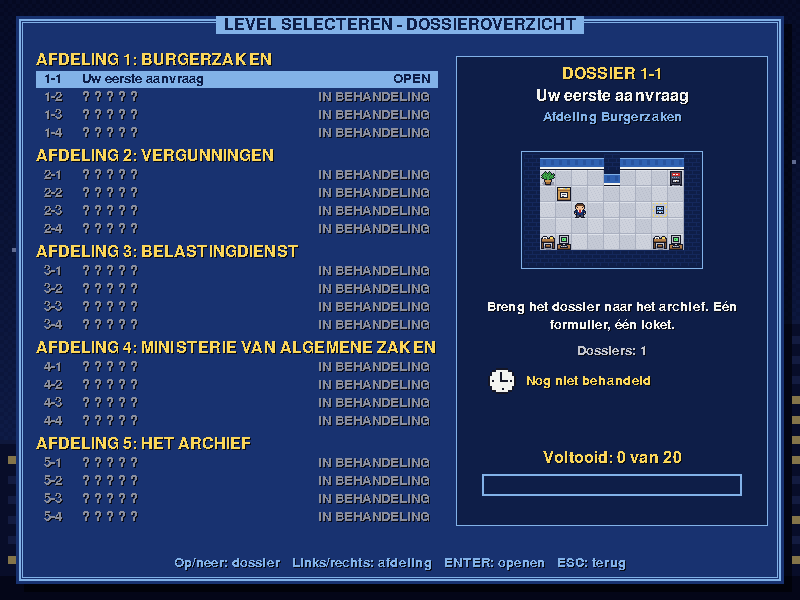 LEVEL SELECTEREN - DOSSIEROVERZICHT
AFDELING 1: BURGERZAKEN
1-1 Uw eerste aanvraag OPEN
1-2 ? ? ? ? ? IN BEHANDELING
1-3 ? ? ? ? ? IN BEHANDELING
1-4 ? ? ? ? ? IN BEHANDELING
AFDELING 2: VERGUNNINGEN
2-1 ? ? ? ? ? IN BEHANDELING
2-2 ? ? ? ? ? IN BEHANDELING
2-3 ? ? ? ? ? IN BEHANDELING
2-4 ? ? ? ? ? IN BEHANDELING
AFDELING 3: BELASTINGDIENST
3-1 ? ? ? ? ? IN BEHANDELING
3-2 ? ? ? ? ? IN BEHANDELING
3-3 ? ? ? ? ? IN BEHANDELING
3-4 ? ? ? ? ? IN BEHANDELING
AFDELING 4: MINISTERIE VAN ALGEMENE ZAKEN
4-1 ? ? ? ? ? IN BEHANDELING
4-2 ? ? ? ? ? IN BEHANDELING
4-3 ? ? ? ? ? IN BEHANDELING
4-4 ? ? ? ? ? IN BEHANDELING
AFDELING 5: HET ARCHIEF
5-1 ? ? ? ? ? IN BEHANDELING
5-2 ? ? ? ? ? IN BEHANDELING
5-3 ? ? ? ? ? IN BEHANDELING
5-4 ? ? ? ? ? IN BEHANDELING
DOSSIER 1-1
Uw eerste aanvraag
Afdeling Burgerzaken
Breng het dossier naar het archief. Eén
formulier, één loket.
Dossiers: 1
Nog niet behandeld
Voltooid: 0 van 20
Op/neer: dossier Links/rechts: afdeling ENTER: openen ESC: terug